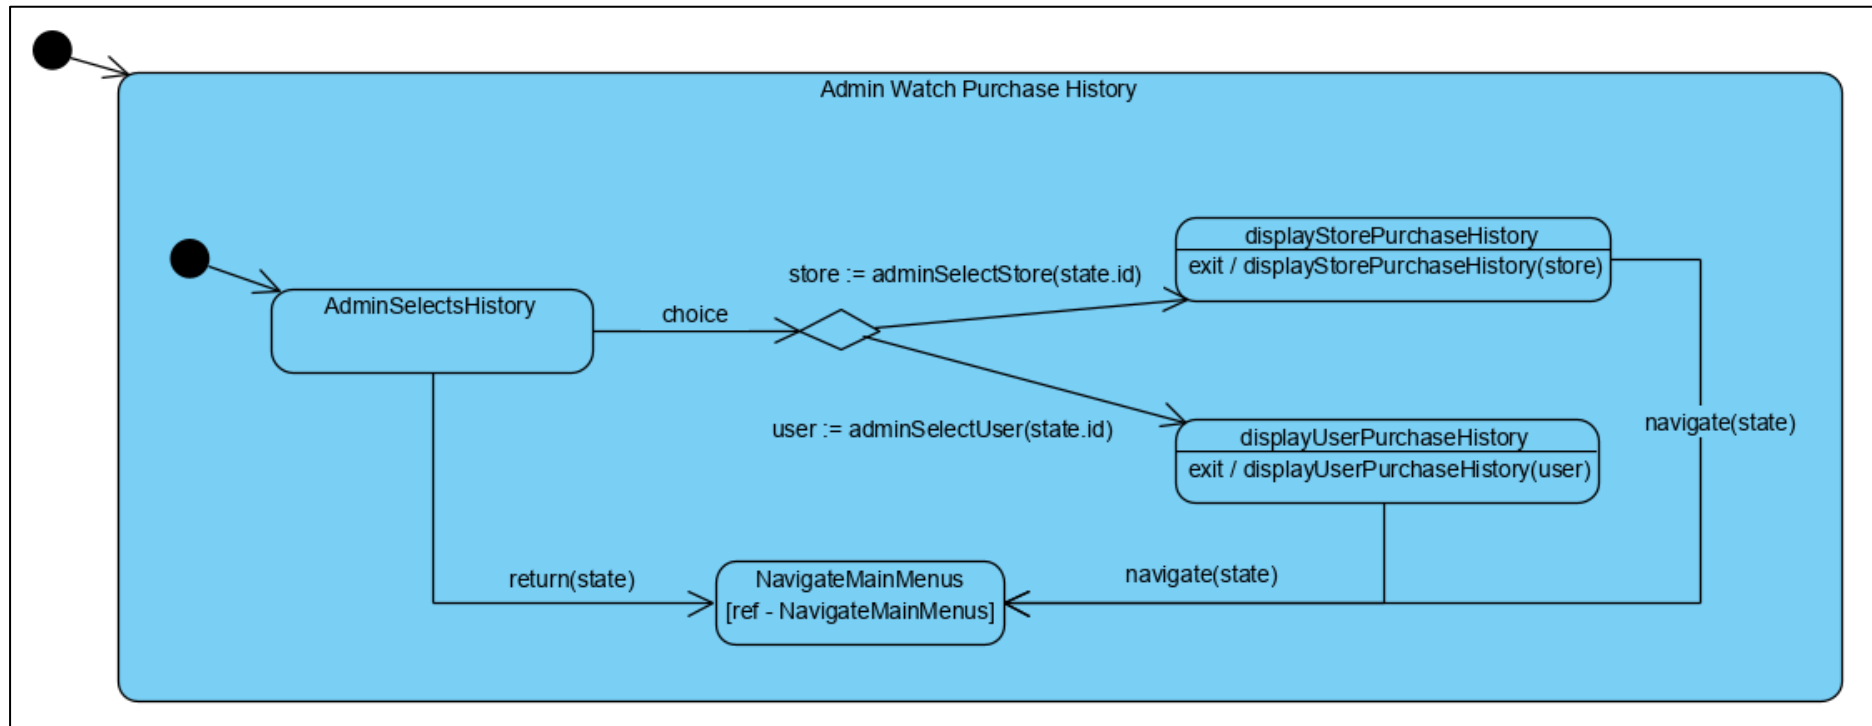 Admin Watch Purchase History
displayStorePurchaseHistory
exit / displayStorePurchaseHistory(store)
store := adminSelectStore(state.id)
AdminSelectsHistory
choice
navigate(state)
user := adminSelectUser(state.id)
displayUserPurchaseHistory
exit / displayUserPurchaseHistory(user)
return(state)
NavigateMainMenus
[ref - NavigateMainMenus]
navigate(state)